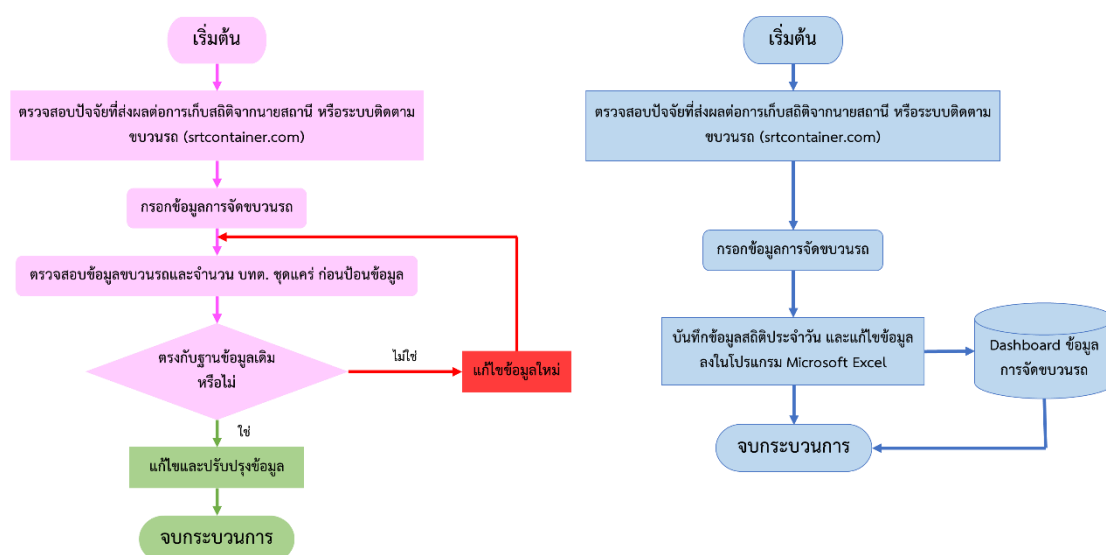 เริ่มต้น
ตรวจสอบปัจจัยที่ส่งผลต่อการเก็บสถิติจากนายสถานี หรือระบบติดตาม
ขบวนรถ (srtcontainer.com)
กรอกข้อมูลการจัดขบวนรถ
ตรวจสอบข้อมูลขบวนรถและจำนวน บทต. ชุดแคร่ ก่อนป้อนข้อมูล
ตรงกับฐานข้อมูลเดิม
หรือไม่
ไม่ใช่
แก้ไขข้อมูลใหม่
ใช่
แก้ไขและปรับปรุงข้อมูล
จบกระบวนการ
เริ่มต้น
ตรวจสอบปัจจัยที่ส่งผลต่อการเก็บสถิติจากนายสถานี หรือระบบติดตาม
ขบวนรถ (srtcontainer.com)
กรอกข้อมูลการจัดขบวนรถ
บันทึกข้อมูลสถิติประจำวัน และแก้ไขข้อมูล
ลงในโปรแกรม Microsoft Excel
Dashboard ข้อมูล
การจัดขบวนรถ
จบกระบวนการ